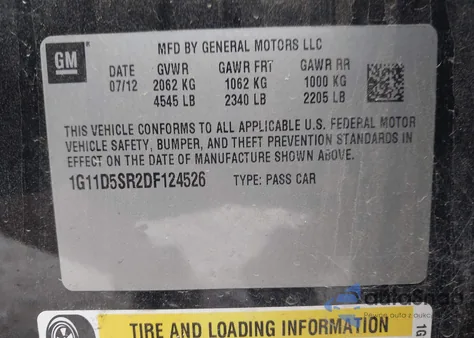 GM
MFD BY GENERAL MOTORS LLC
DATE GVWR GAWR FRT GAWR RR
07/12 2062 KG 1062 KG 1000 KG
4545 LB 2340 LB 2205 LB
THIS VEHICLE CONFORMS TO ALL APPLICABLE U.S. FEDERAL MOTOR
VEHICLE SAFETY, BUMPER, AND THEFT PREVENTION STANDARDS IN
EFFECT ON THE DATE OF MANUFACTURE SHOWN ABOVE.
1G11D5SR2DF124526 TYPE: PASS CAR
TIRE AND LOADING INFORMATION